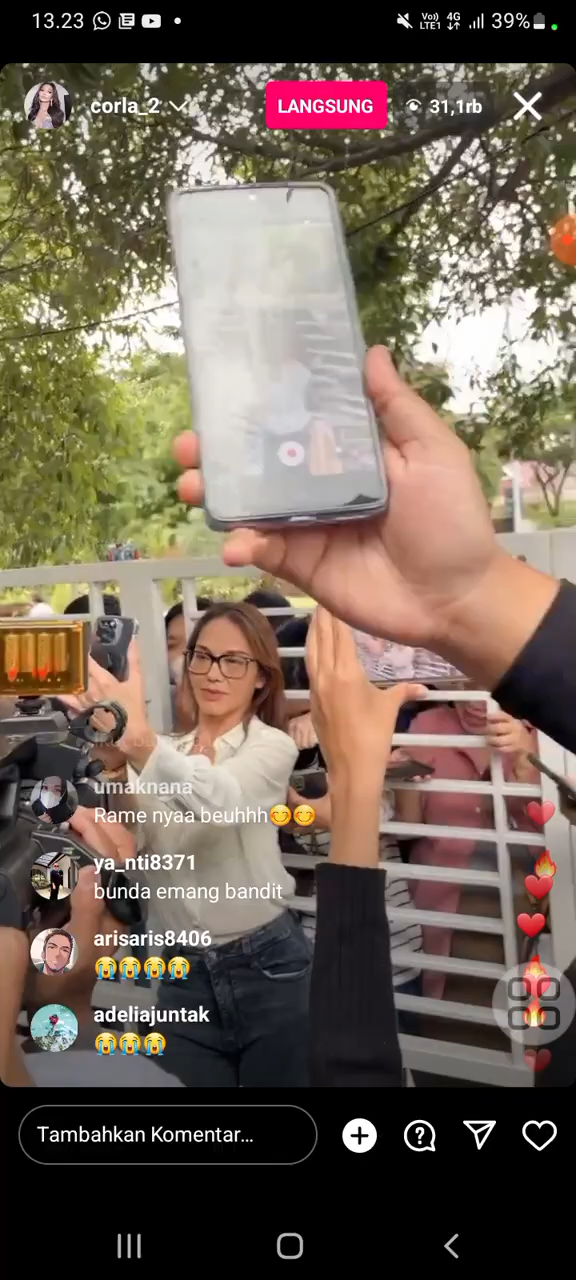 13.23
Vo))
LTE1
4G
39%
corla_2
LANGSUNG
31,1rb
umaknana
Rame nyaa beuhhh😊😊
ya_nti8371
bunda emang bandit
arisaris8406
😭😭😭😭
adeliajuntak
😭😭😭
Tambahkan Komentar...